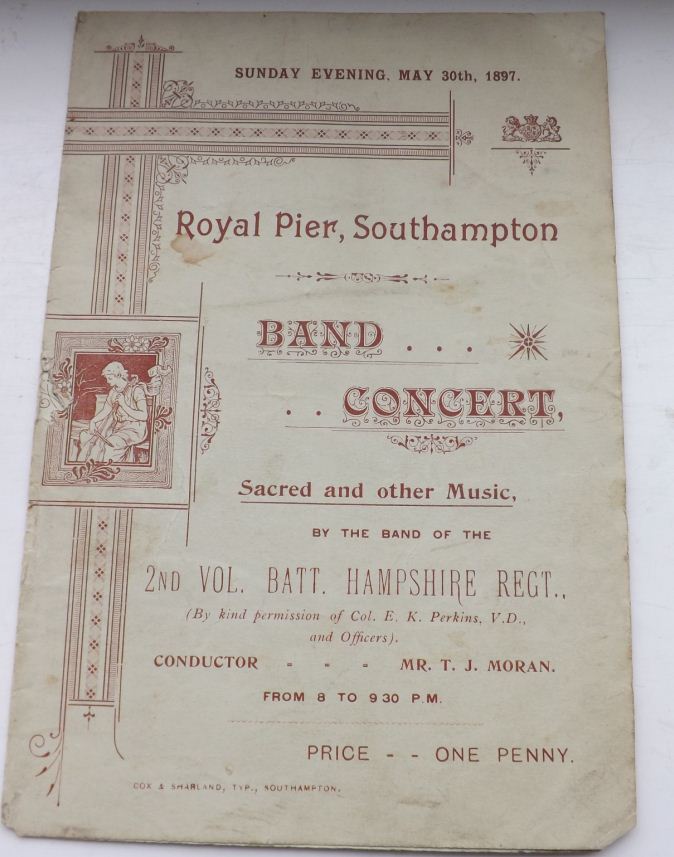 SUNDAY EVENING, MAY 30th, 1897.
Royal Pier, Southampton
BAND . . .
. . CONCERT,
Sacred and other Music,
BY THE BAND OF THE
2ND VOL. BATT. HAMPSHIRE REGT.,
(By kind permission of Col. E. K. Perkins, V.D.,
and Officers).
CONDUCTOR - - - MR. T. J. MORAN.
FROM 8 TO 9 30 P.M.
PRICE - - ONE PENNY.
COX & SHARLAND, TYP., SOUTHAMPTON.